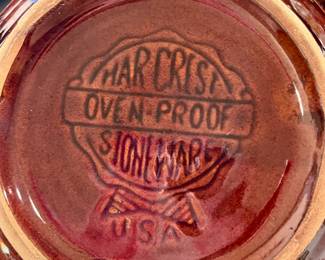 HAR CREST
OVEN-PROOF
STONEWARE
USA